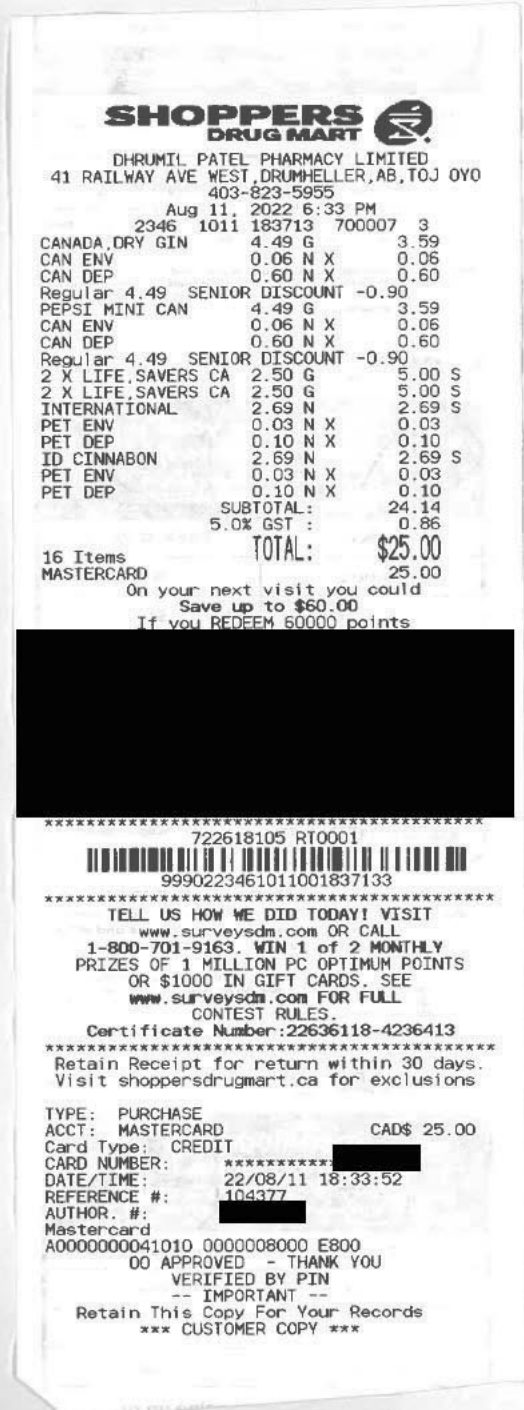 SHOPPERS
DRUG MART
DHRUMIL PATEL PHARMACY LIMITED
41 RAILWAY AVE WEST,DRUMHELLER,AB,TOJ OYO
403-823-5955
Aug 11, 2022 6:33 PM
2346 1011 183713 700007 3
CANADA,DRY GIN 4.49 G 3.59
CAN ENV 0.06 N X 0.06
CAN DEP 0.60 N X 0.60
Regular 4.49 SENIOR DISCOUNT -0.90
PEPSI MINI CAN 4.49 G 3.59
CAN ENV 0.06 N X 0.06
CAN DEP 0.60 N X 0.60
Regular 4.49 SENIOR DISCOUNT -0.90
2 X LIFE,SAVERS CA 2.50 G 5.00 S
2 X LIFE,SAVERS CA 2.50 G 5.00 S
INTERNATIONAL 2.69 N 2.69 S
PET ENV 0.03 N X 0.03
PET DEP 0.10 N X 0.10
ID CINNABON 2.69 N 2.69 S
PET ENV 0.03 N X 0.03
PET DEP 0.10 N X 0.10
SUBTOTAL: 24.14
5.0% GST : 0.86
16 Items TOTAL: $25.00
MASTERCARD 25.00
On your next visit you could
Save up to $60.00
If you REDEEM 60000 points
*******************************************
722618105 RT0001
99902234610110018​37133
*******************************************
TELL US HOW WE DID TODAY! VISIT
www.surveysdm.com OR CALL
1-800-701-9163. WIN 1 of 2 MONTHLY
PRIZES OF 1 MILLION PC OPTIMUM POINTS
OR $1000 IN GIFT CARDS. SEE
www.surveysdm.com FOR FULL
CONTEST RULES.
Certificate Number:22636118-4236413
*******************************************
Retain Receipt for return within 30 days.
Visit shoppersdrugmart.ca for exclusions
TYPE: PURCHASE
ACCT: MASTERCARD CAD$ 25.00
Card Type: CREDIT
CARD NUMBER: **********
DATE/TIME: 22/08/11 18:33:52
REFERENCE #: 104377
AUTHOR. #:
Mastercard
A0000000041010 0000008000 E800
00 APPROVED - THANK YOU
VERIFIED BY PIN
-- IMPORTANT --
Retain This Copy For Your Records
*** CUSTOMER COPY ***